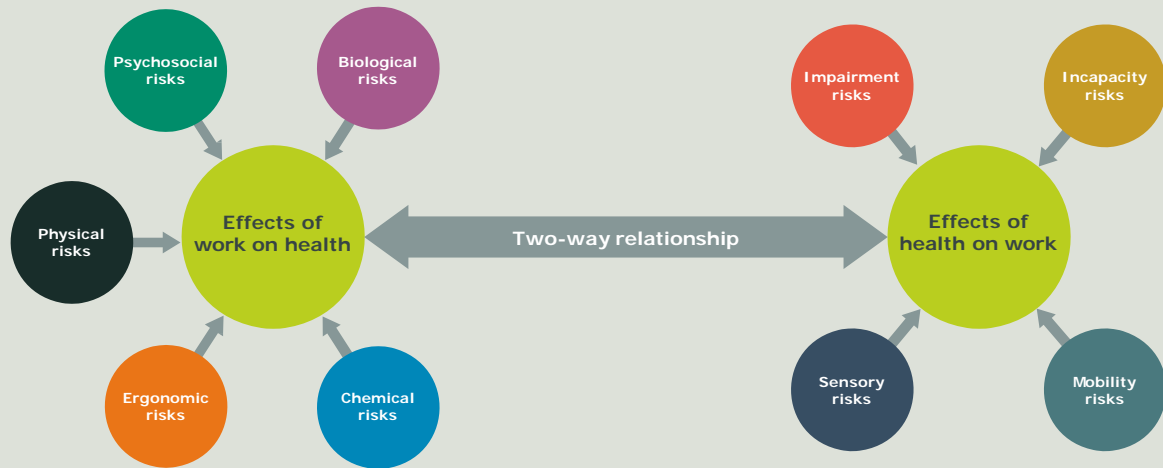 Psychosocial
risks
Biological
risks
Impairment
risks
Incapacity
risks
Physical
risks
Effects of
work on health
Two-way relationship
Effects of
health on work
Ergonomic
risks
Chemical
risks
Sensory
risks
Mobility
risks